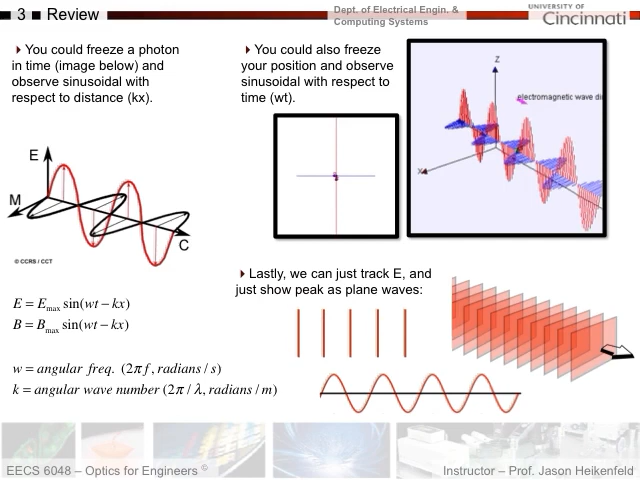 3 ■ Review
Dept. of Electrical Engin. &
Computing Systems
UNIVERSITY OF
Cincinnati
You could freeze a photon
in time (image below) and
observe sinusoidal with
respect to distance (kx).
You could also freeze
your position and observe
sinusoidal with respect to
time (wt).
Z
electromagnetic wave di
X
E
M
C
© CCRS / CCT
Lastly, we can just track E, and
just show peak as plane waves:
E = Emax sin(wt − kx)
B = Bmax sin(wt − kx)
w = angular freq. (2πf, radians / s)
k = angular wave number (2π / λ, radians / m)
EECS 6048 – Optics for Engineers ©
Instructor – Prof. Jason Heikenfeld